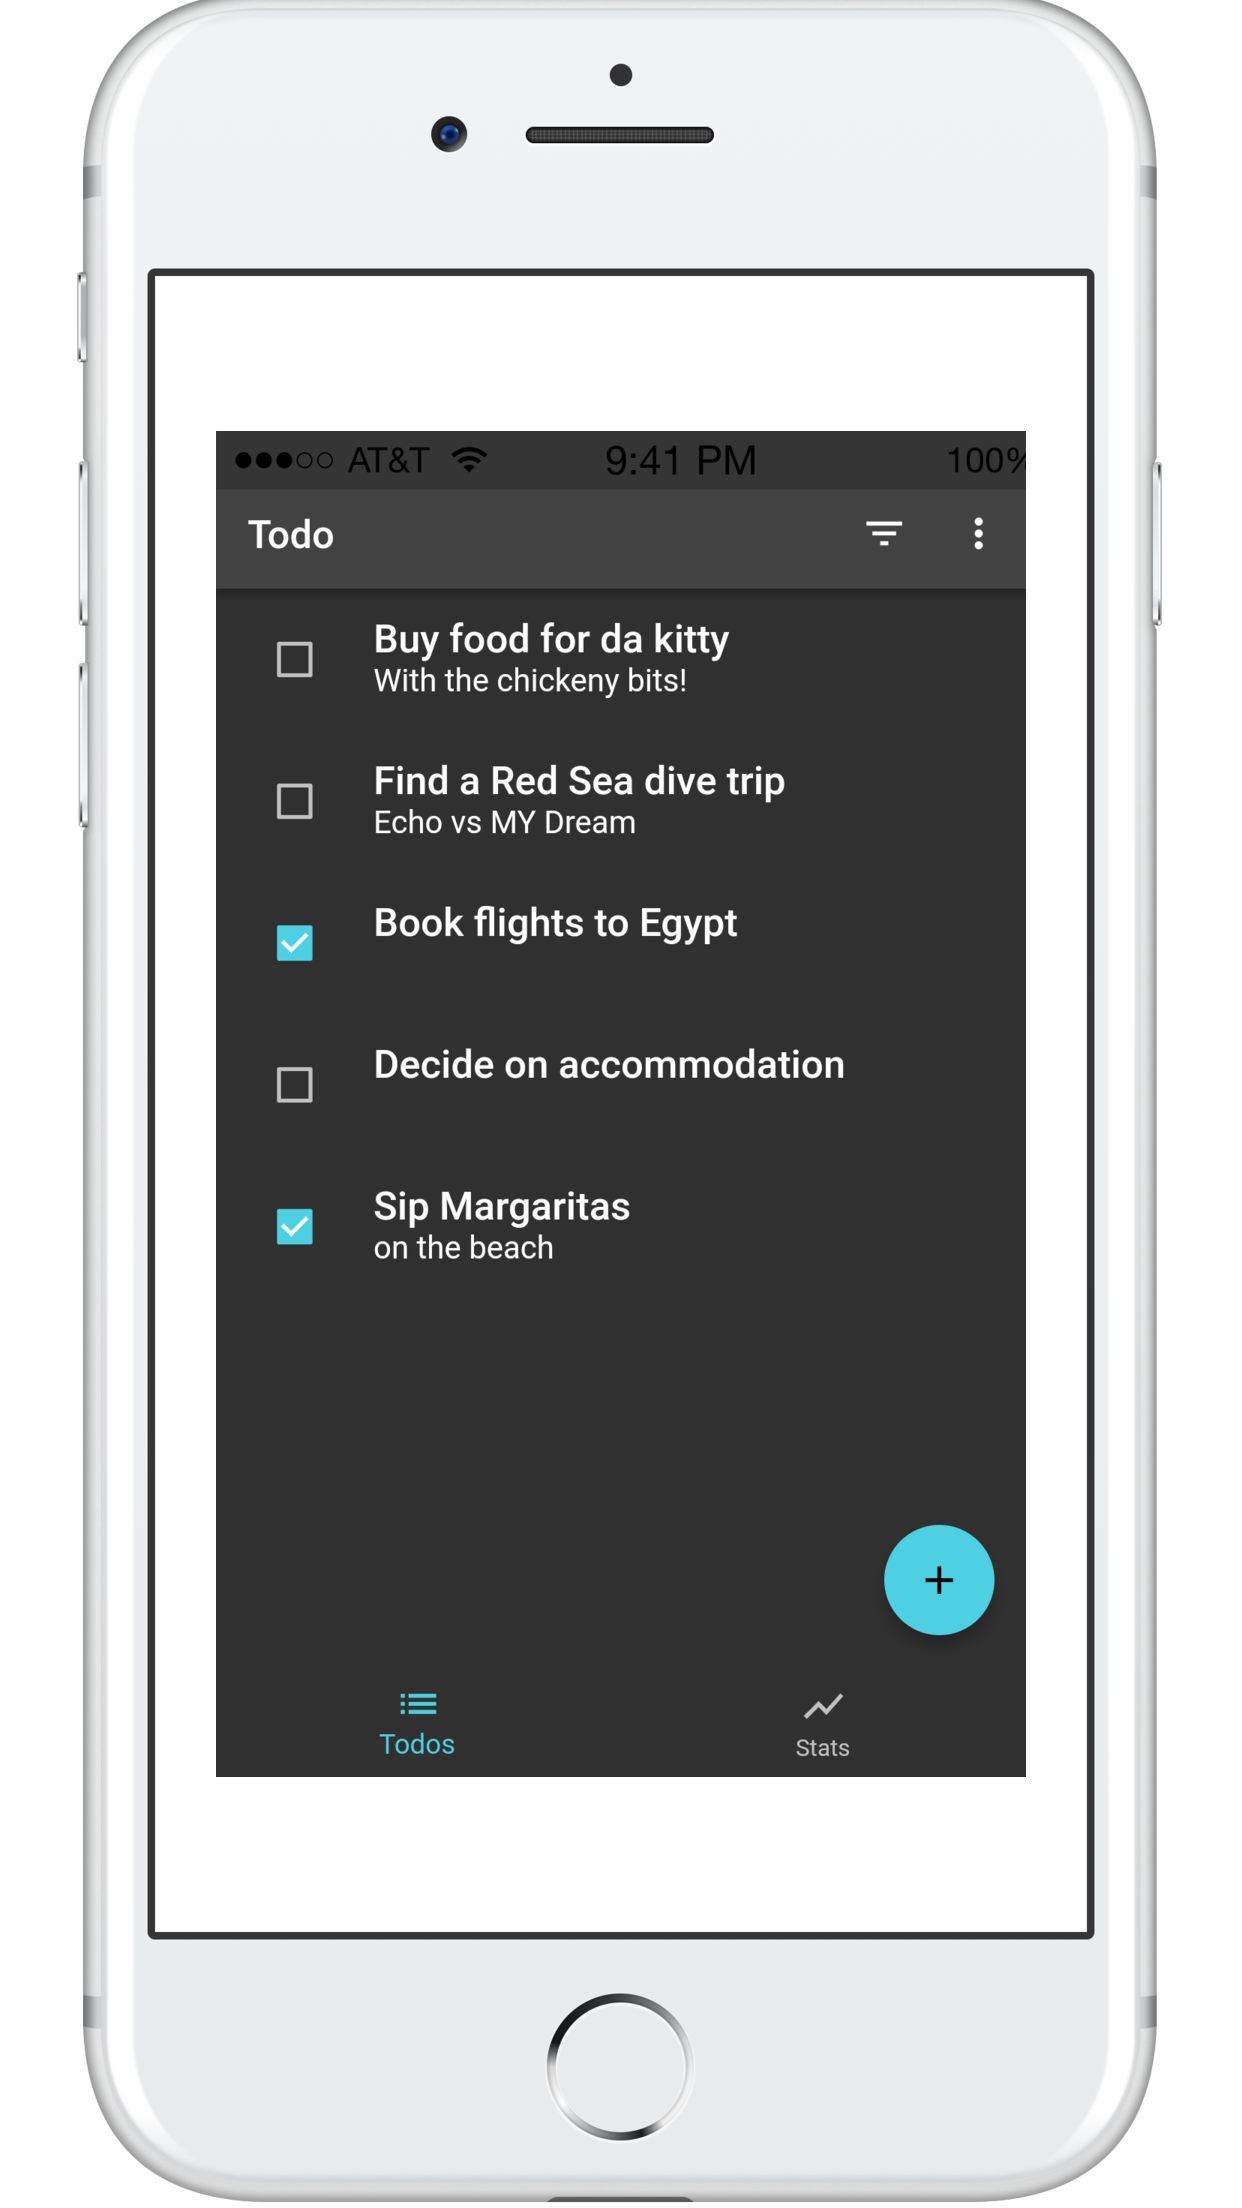 AT&T 9:41 PM 100%
Todo
Buy food for da kitty
With the chickeny bits!
Find a Red Sea dive trip
Echo vs MY Dream
Book flights to Egypt
Decide on accommodation
Sip Margaritas
on the beach
Todos Stats